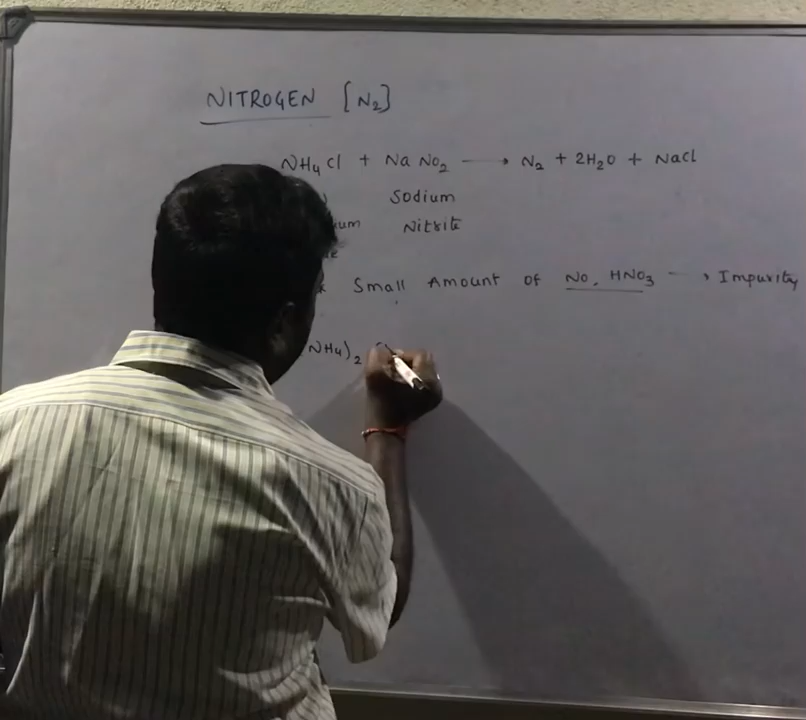 NITROGEN [N2]
NH4Cl + NaNO2 → N2 + 2H2O + NaCl
Sodium
Nitrite
Small Amount of NO, HNO3 → Impurity
NH4)2